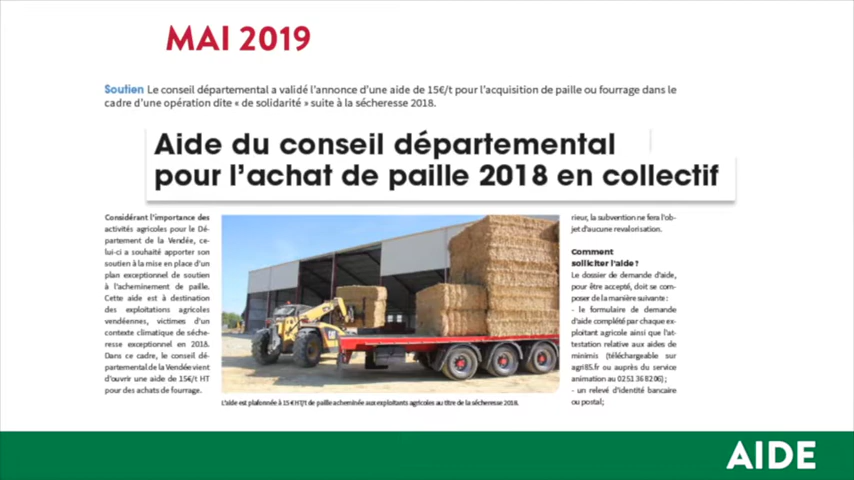 MAI 2019
Soutien Le conseil départemental a validé l'annonce d'une aide de 15€/t pour l'acquisition de paille ou fourrage dans le
cadre d'une opération dite « de solidarité » suite à la sécheresse 2018.
Aide du conseil départemental
pour l'achat de paille 2018 en collectif
Considérant l'importance des
activités agricoles pour le Dé-
partement de la Vendée, ce-
lui-ci a souhaité apporter son
soutien à la mise en place d'un
plan exceptionnel de soutien
à l'acheminement de paille.
Cette aide est à destination
des exploitations agricoles
vendéennes, victimes d'un
contexte climatique de séche-
resse exceptionnel en 2018.
Dans ce cadre, le conseil dé-
partemental de la Vendée vient
d'ouvrir une aide de 15€/t HT
pour des achats de fourrage.
CAT
L'aide est plafonnée à 15 € HT/t de paille acheminée aux exploitants agricoles au titre de la sécheresse 2018.
rieur, la subvention ne fera l'ob-
jet d'aucune revalorisation.
Comment
solliciter l'aide ?
Le dossier de demande d'aide,
pour être accepté, doit se com-
poser de la manière suivante :
- le formulaire de demande
d'aide complété par chaque ex-
ploitant agricole ainsi que l'at-
testation relative aux aides de
minimis (téléchargeable sur
agri85.fr ou auprès du service
animation au 02 51 36 82 06) ;
- un relevé d'identité bancaire
ou postal;
AIDE